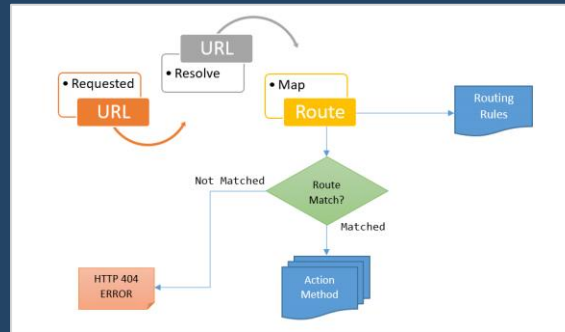 URL
• Resolve
• Requested
URL
• Map
Route
Routing
Rules
Route
Match?
Not Matched
Matched
HTTP 404
ERROR
Action
Method